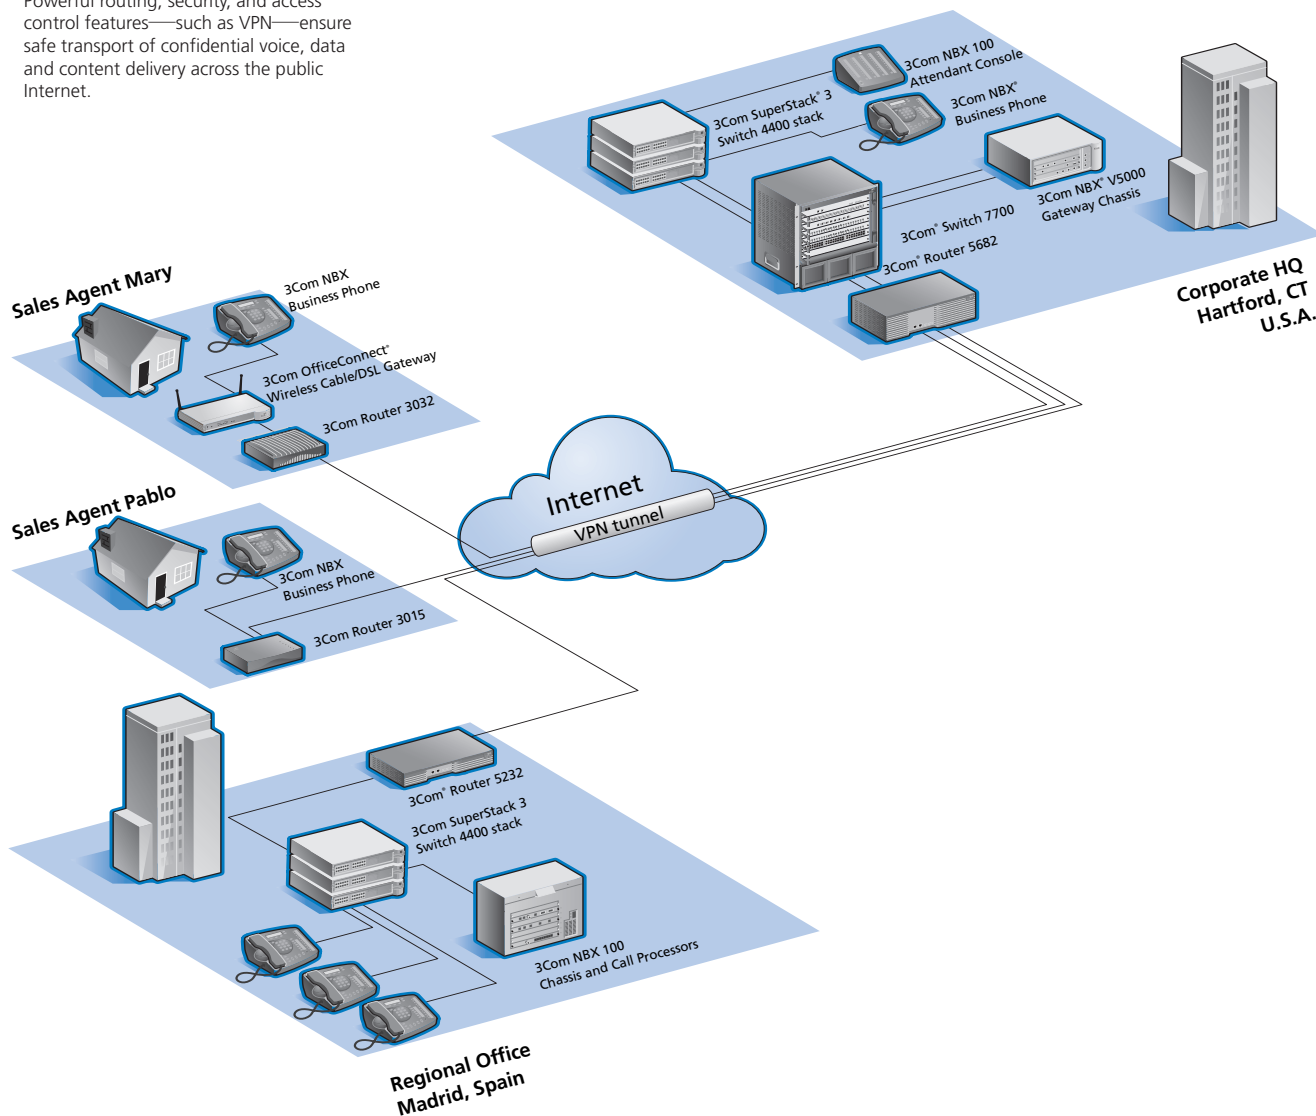 Powerful routing, security, and access
control features—such as VPN—ensure
safe transport of confidential voice, data
and content delivery across the public
Internet.
3Com NBX 100
Attendant Console
3Com SuperStack® 3
Switch 4400 stack
3Com NBX®
Business Phone
3Com NBX® V5000
Gateway Chassis
3Com® Switch 7700
3Com® Router 5682
Corporate HQ
Hartford, CT
U.S.A.
Sales Agent Mary
3Com NBX
Business Phone
3Com OfficeConnect®
Wireless Cable/DSL Gateway
3Com Router 3032
Internet
VPN tunnel
Sales Agent Pablo
3Com NBX
Business Phone
3Com Router 3015
3Com® Router 5232
3Com SuperStack 3
Switch 4400 stack
3Com NBX 100
Chassis and Call Processors
Regional Office
Madrid, Spain